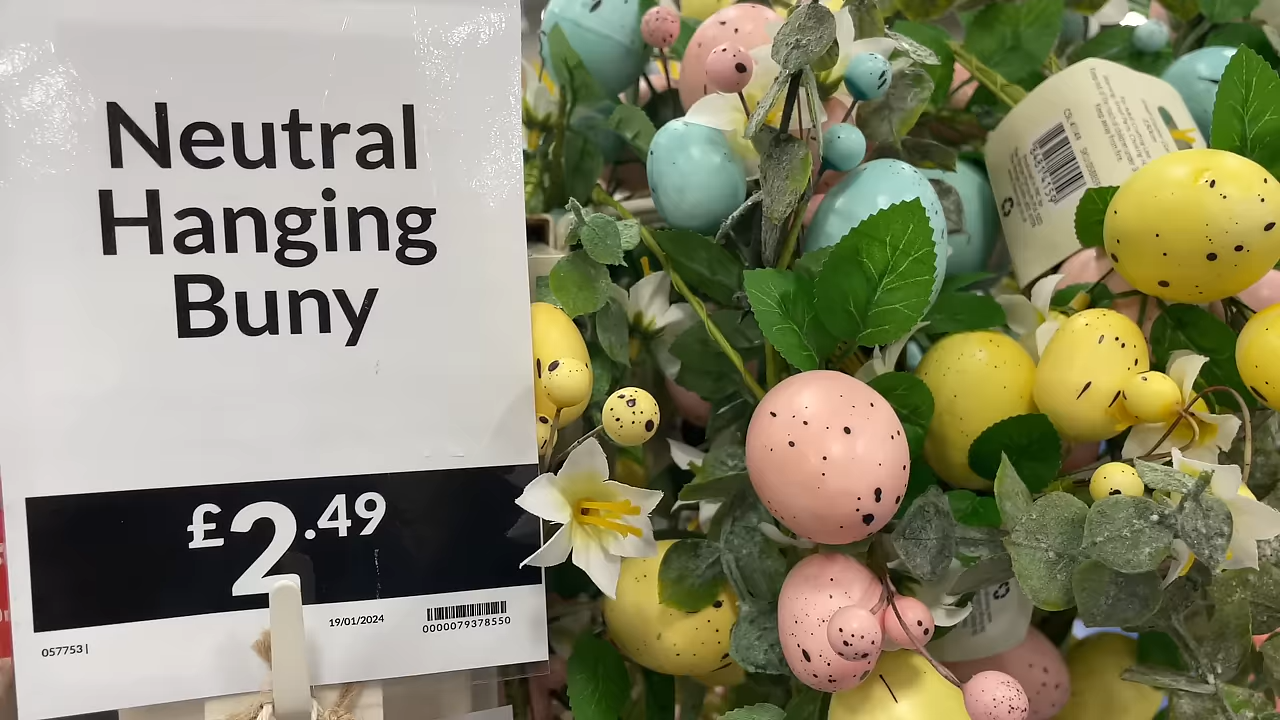 Neutral
Hanging
Buny
£2.49
19/01/2024
0000079378550
057753|